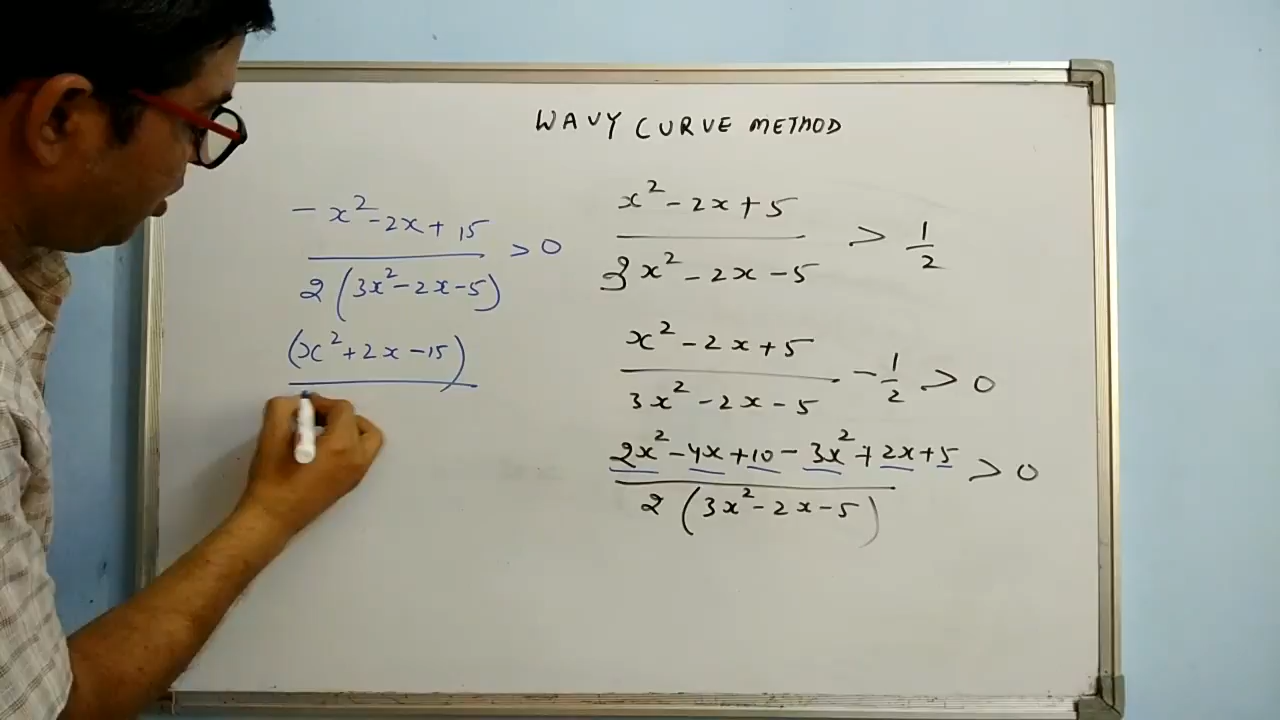 WAVY CURVE METHOD
x² - 2x + 5
3x² - 2x - 5
> 1/2
x² - 2x + 5
3x² - 2x - 5
- 1/2 > 0
2x² - 4x + 10 - 3x² + 2x + 5
2 (3x² - 2x - 5)
> 0
- x² - 2x + 15
2 (3x² - 2x - 5)
> 0
(x² + 2x - 15)